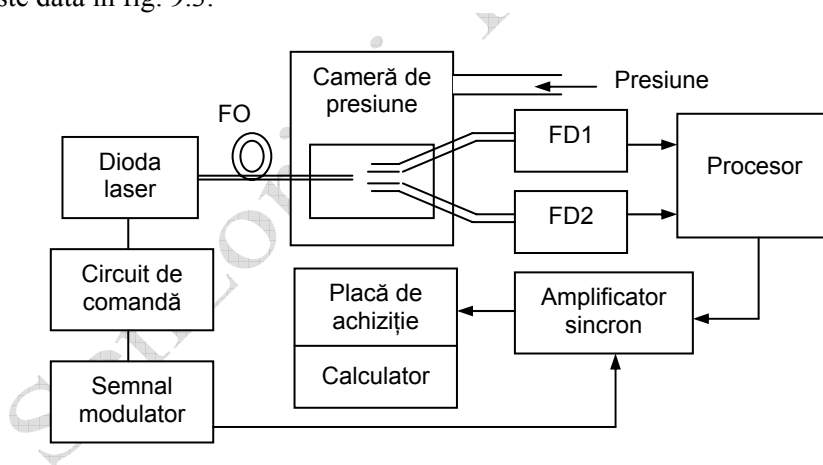 este dată în fig. 9.3.
Cameră de
presiune
Presiune
FO
FD1
Dioda
laser
Procesor
FD2
Circuit de
comandă
Placă de
achiziție
Amplificator
sincron
Calculator
Semnal
modulator